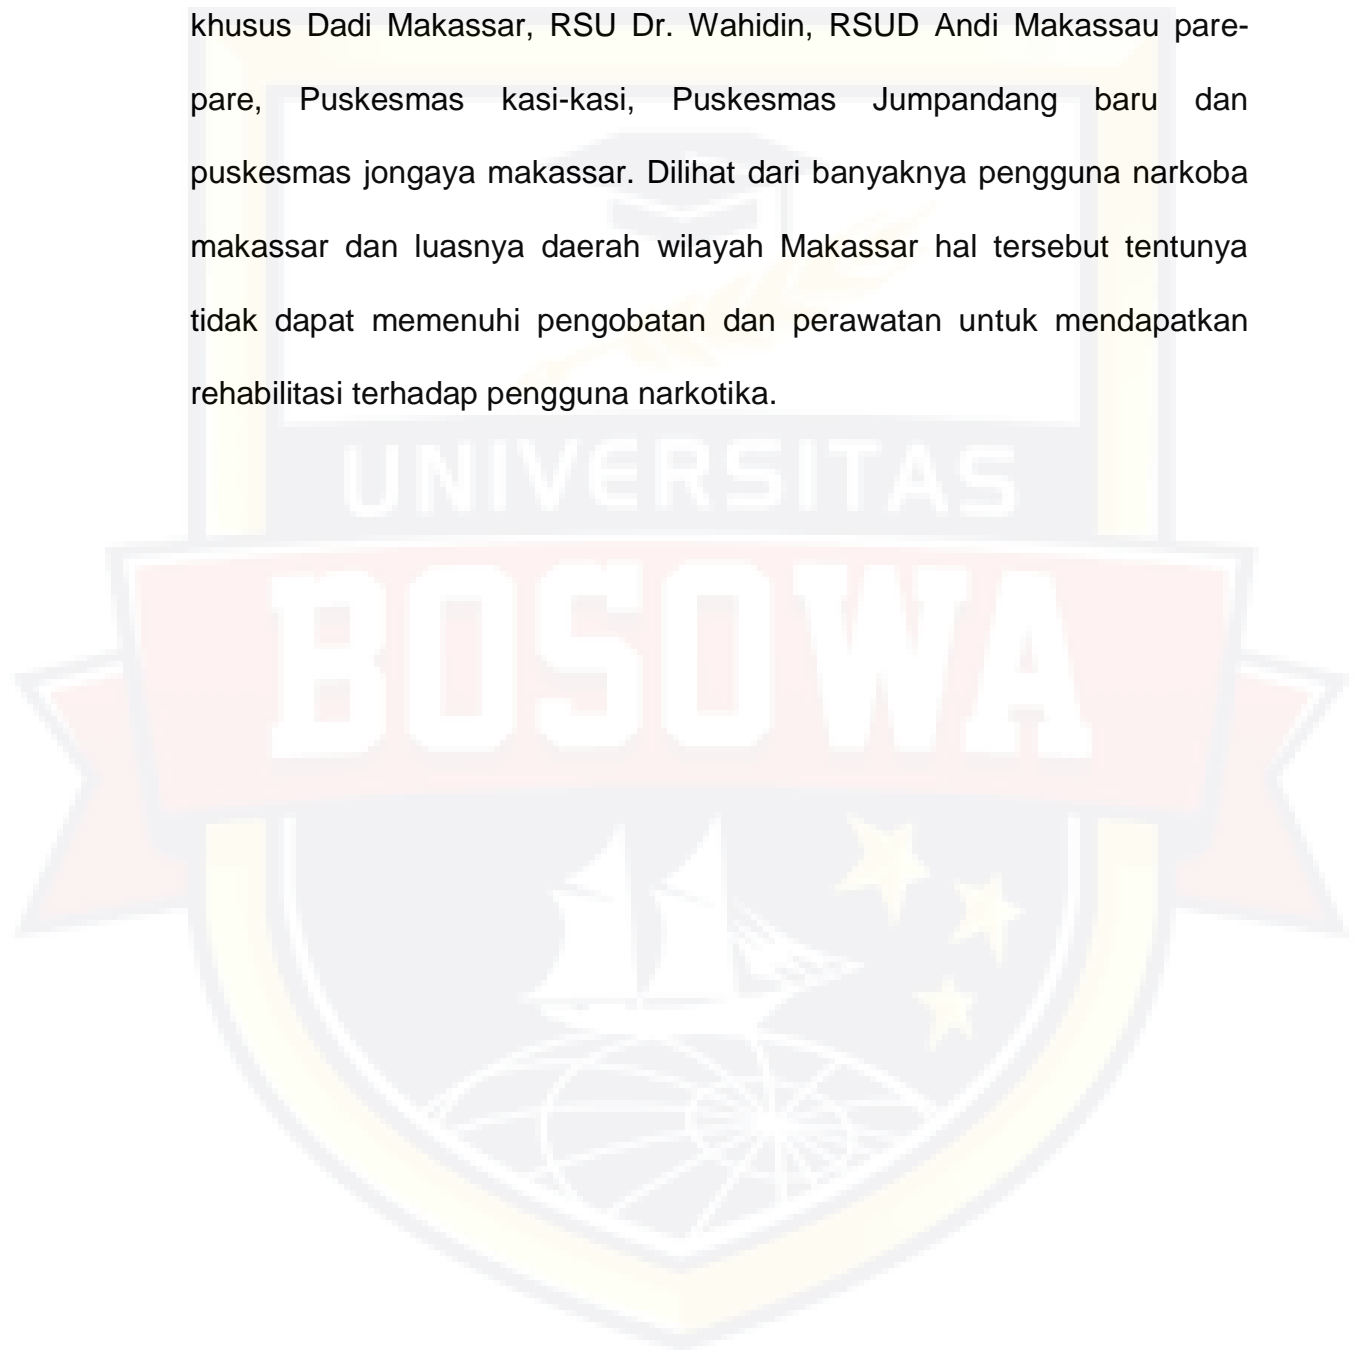 khusus Dadi Makassar, RSU Dr. Wahidin, RSUD Andi Makassau pare-
pare, Puskesmas kasi-kasi, Puskesmas Jumpandang baru dan
puskesmas jongaya makassar. Dilihat dari banyaknya pengguna narkoba
makassar dan luasnya daerah wilayah Makassar hal tersebut tentunya
tidak dapat memenuhi pengobatan dan perawatan untuk mendapatkan
rehabilitasi terhadap pengguna narkotika.
UNIVERSITAS
BOSOWA